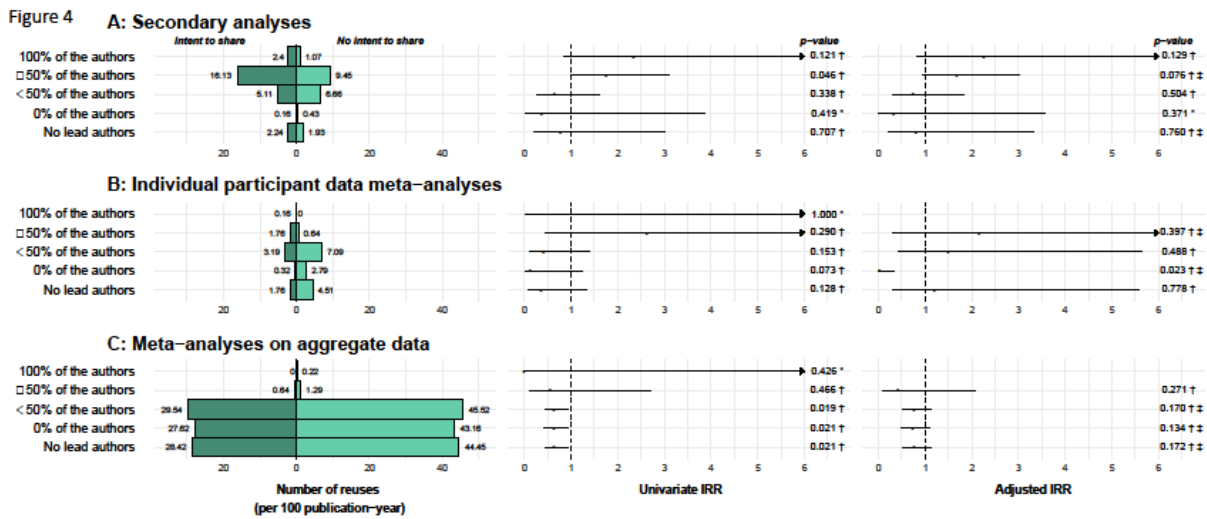 Figure 4
A: Secondary analyses
Intent to share No intent to share p-value p-value
100% of the authors 2.4 1.07 0.121 † 0.129 †
□50% of the authors 16.13 9.45 0.046 † 0.076 † ‡
<50% of the authors 5.11 6.66 0.338 † 0.504 †
0% of the authors 0.16 0.43 0.419 * 0.371 *
No lead authors 2.24 1.93 0.707 † 0.760 † ‡
20 0 20 40 0 1 2 3 4 5 6 0 1 2 3 4 5 6
B: Individual participant data meta-analyses
100% of the authors 0.16 0 1.000 *
□50% of the authors 1.76 0.64 0.290 † 0.397 † ‡
<50% of the authors 3.19 7.09 0.153 † 0.488 †
0% of the authors 0.32 2.79 0.073 † 0.023 † ‡
No lead authors 1.76 4.51 0.128 † 0.778 †
20 0 20 40 0 1 2 3 4 5 6 0 1 2 3 4 5 6
C: Meta-analyses on aggregate data
100% of the authors 0 0.22 0.426 *
□50% of the authors 0.64 1.29 0.466 † 0.271 †
<50% of the authors 29.54 45.52 0.019 † 0.170 † ‡
0% of the authors 27.62 43.16 0.021 † 0.134 † ‡
No lead authors 28.42 44.45 0.021 † 0.172 † ‡
20 0 20 40 0 1 2 3 4 5 6 0 1 2 3 4 5 6
Number of reuses Univariate IRR Adjusted IRR
(per 100 publication-year)